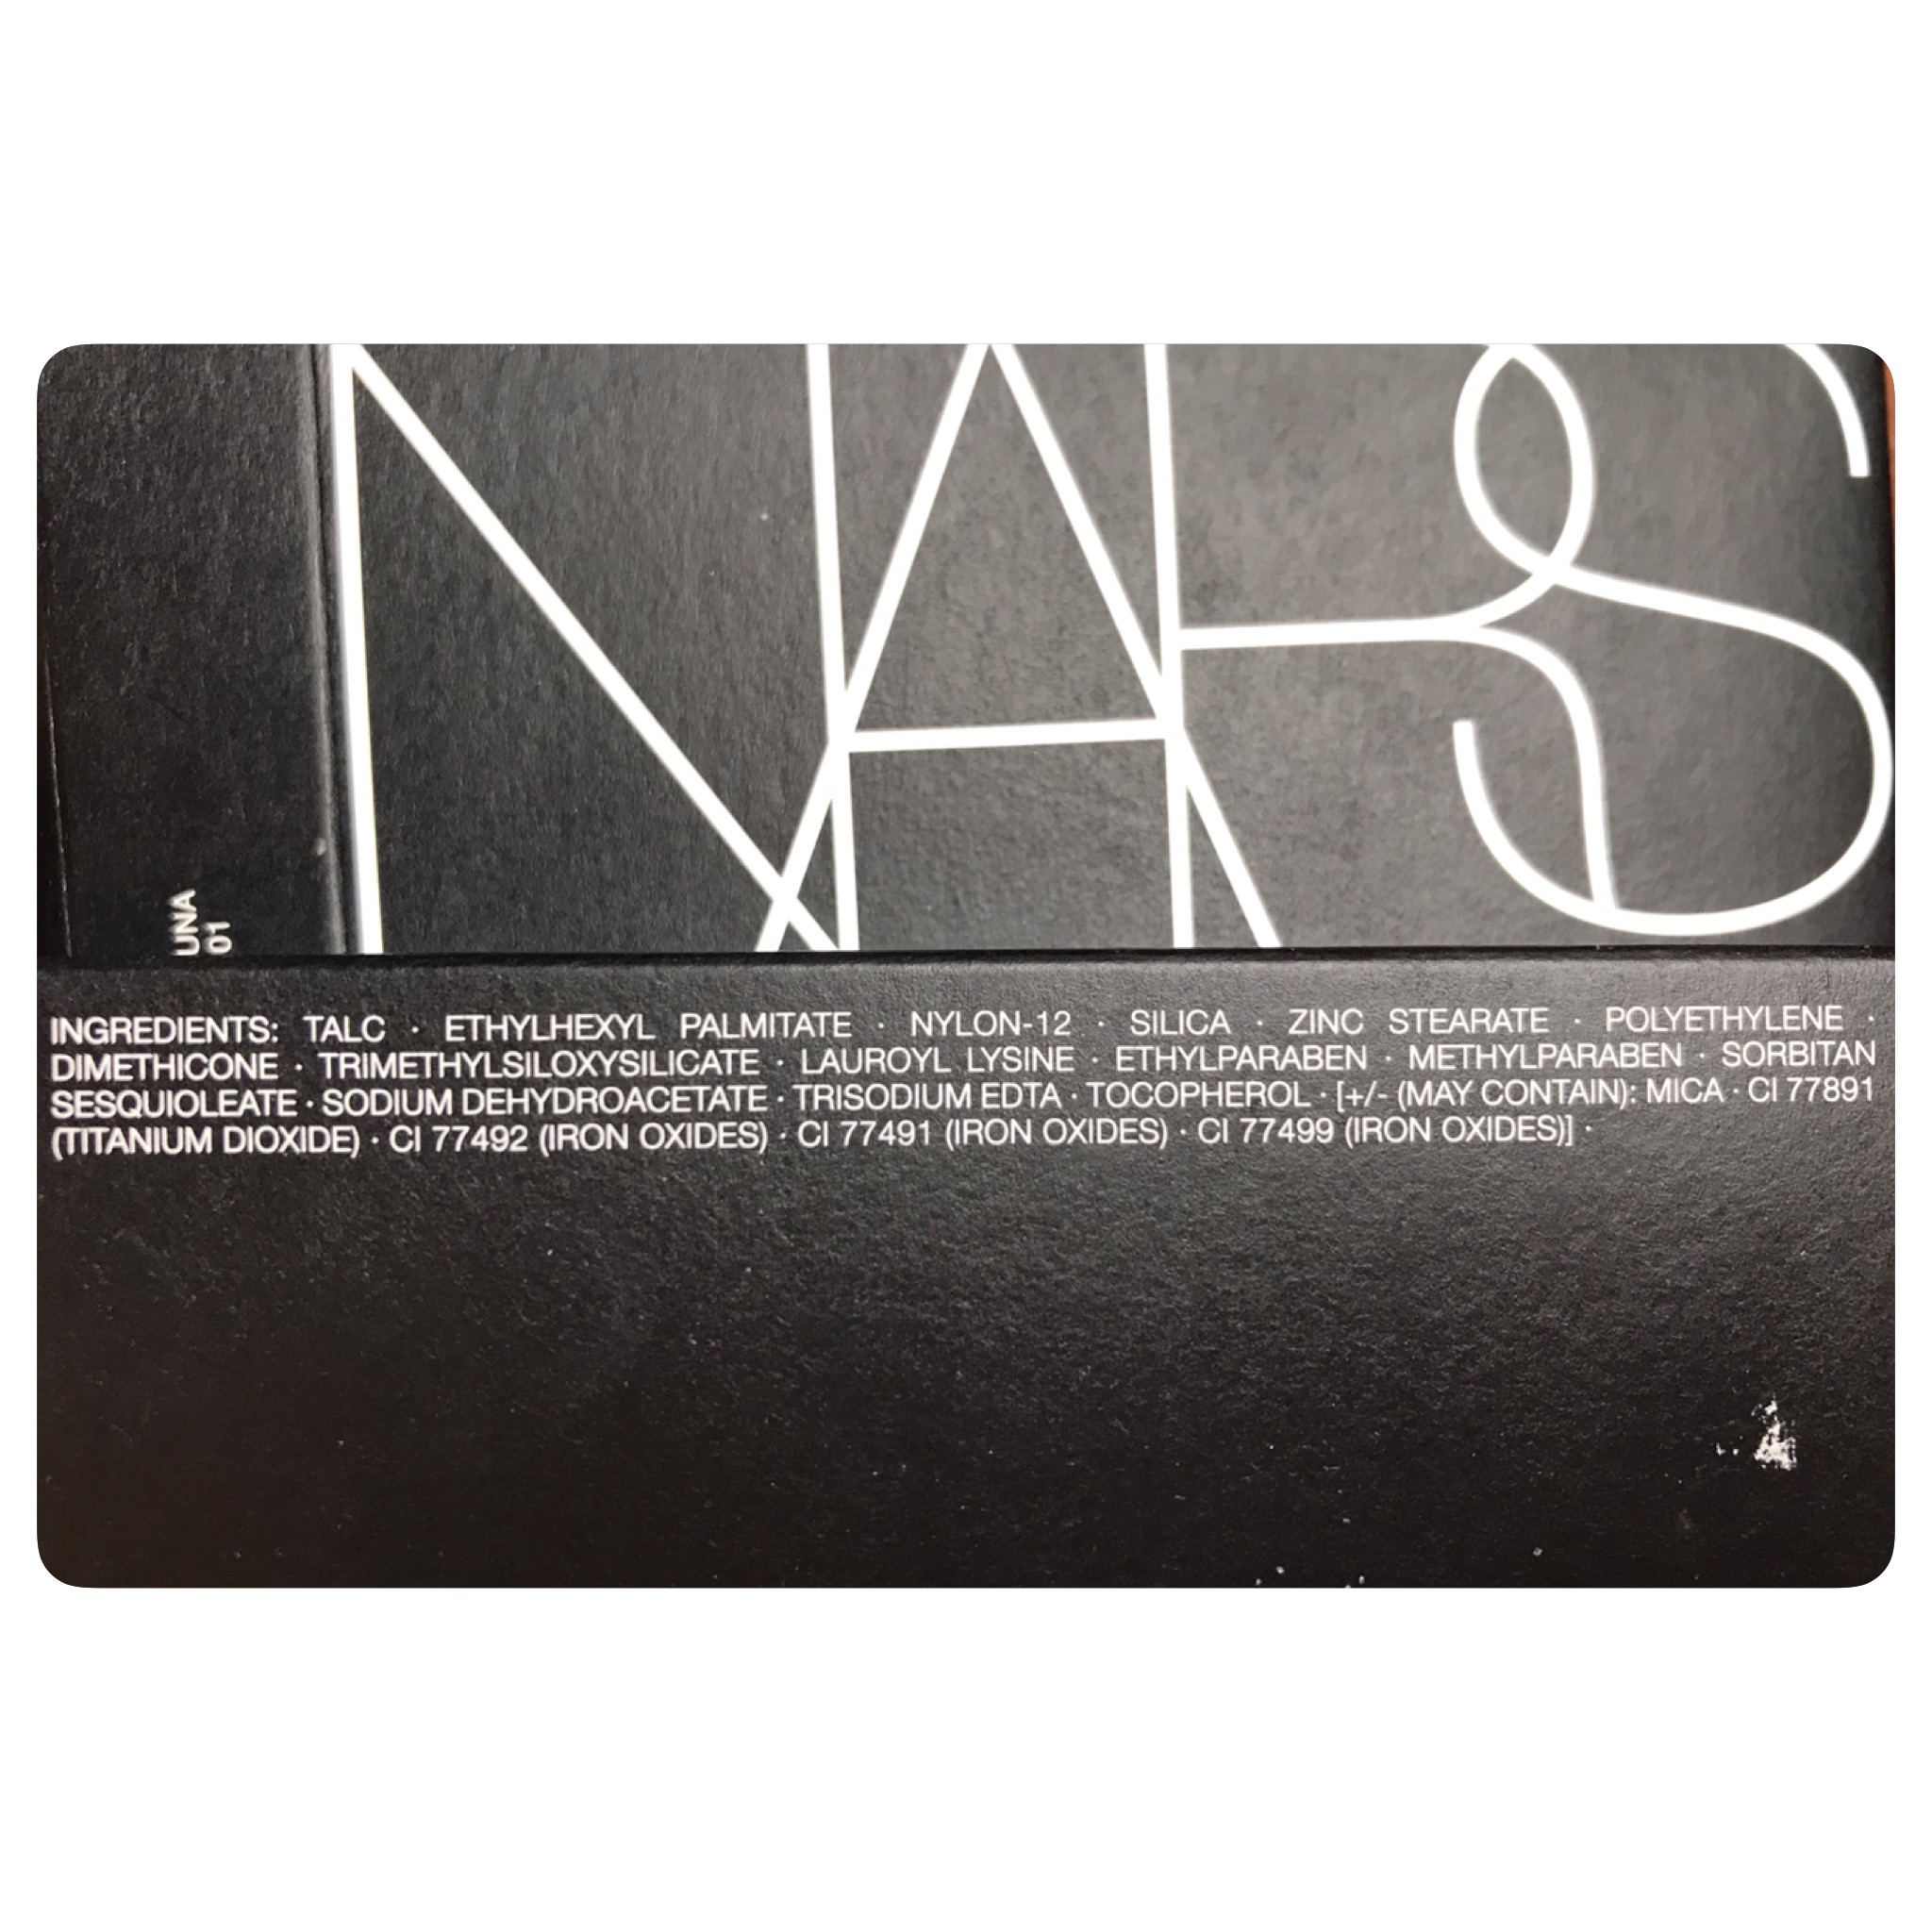 NARS
UNA
01
INGREDIENTS: TALC · ETHYLHEXYL PALMITATE · NYLON-12 · SILICA · ZINC STEARATE · POLYETHYLENE ·
DIMETHICONE · TRIMETHYLSILOXYSILICATE · LAUROYL LYSINE · ETHYLPARABEN · METHYLPARABEN · SORBITAN
SESQUIOLEATE · SODIUM DEHYDROACETATE · TRISODIUM EDTA · TOCOPHEROL · [+/- (MAY CONTAIN): MICA · CI 77891
(TITANIUM DIOXIDE) · CI 77492 (IRON OXIDES) · CI 77491 (IRON OXIDES) · CI 77499 (IRON OXIDES)] ·